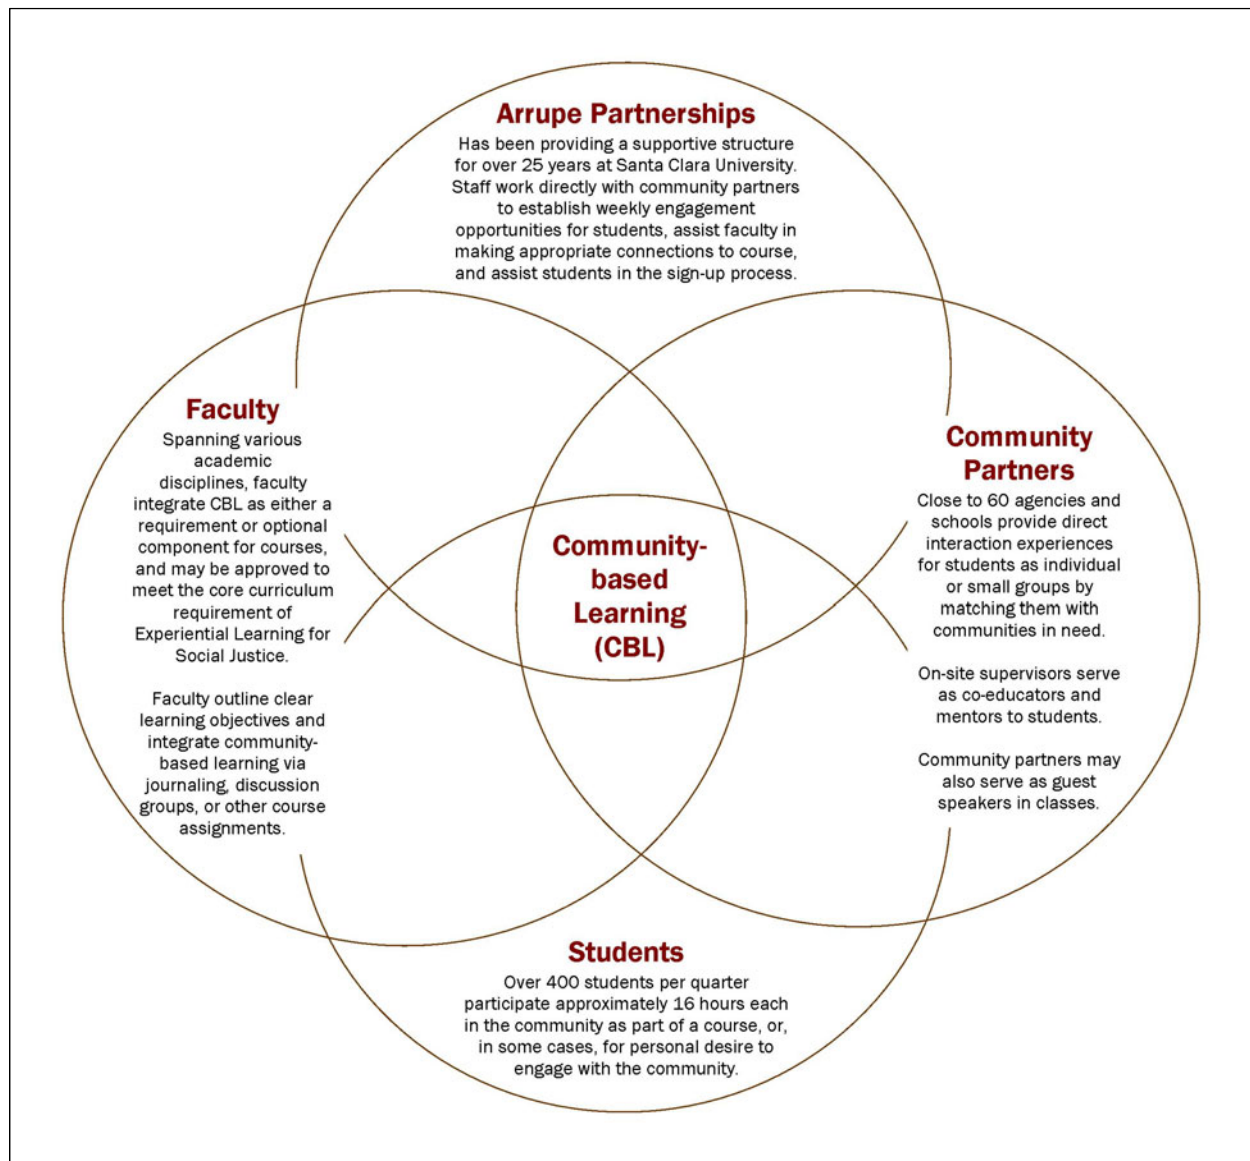 Arrupe Partnerships
Has been providing a supportive structure
for over 25 years at Santa Clara University.
Staff work directly with community partners
to establish weekly engagement
opportunities for students, assist faculty in
making appropriate connections to course,
and assist students in the sign-up process.
Faculty
Spanning various
academic
disciplines, faculty
integrate CBL as either a
requirement or optional
component for courses,
and may be approved to
meet the core curriculum
requirement of
Experiential Learning for
Social Justice.
Faculty outline clear
learning objectives and
integrate community-
based learning via
journaling, discussion
groups, or other course
assignments.
Community-
based
Learning
(CBL)
Community
Partners
Close to 60 agencies and
schools provide direct
interaction experiences
for students as individual
or small groups by
matching them with
communities in need.
On-site supervisors serve
as co-educators and
mentors to students.
Community partners may
also serve as guest
speakers in classes.
Students
Over 400 students per quarter
participate approximately 16 hours each
in the community as part of a course, or,
in some cases, for personal desire to
engage with the community.